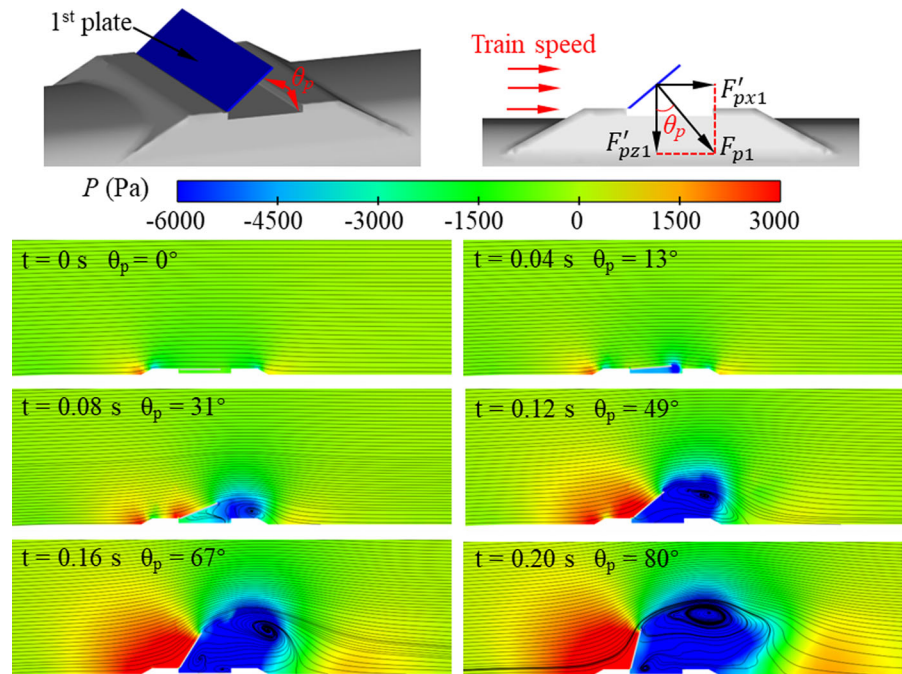 1st plate
θp
Train speed
F′px1
θp
F′pz1
Fp1
P (Pa)
-6000 -4500 -3000 -1500 0 1500 3000
t = 0 s θp = 0°
t = 0.04 s θp = 13°
t = 0.08 s θp = 31°
t = 0.12 s θp = 49°
t = 0.16 s θp = 67°
t = 0.20 s θp = 80°